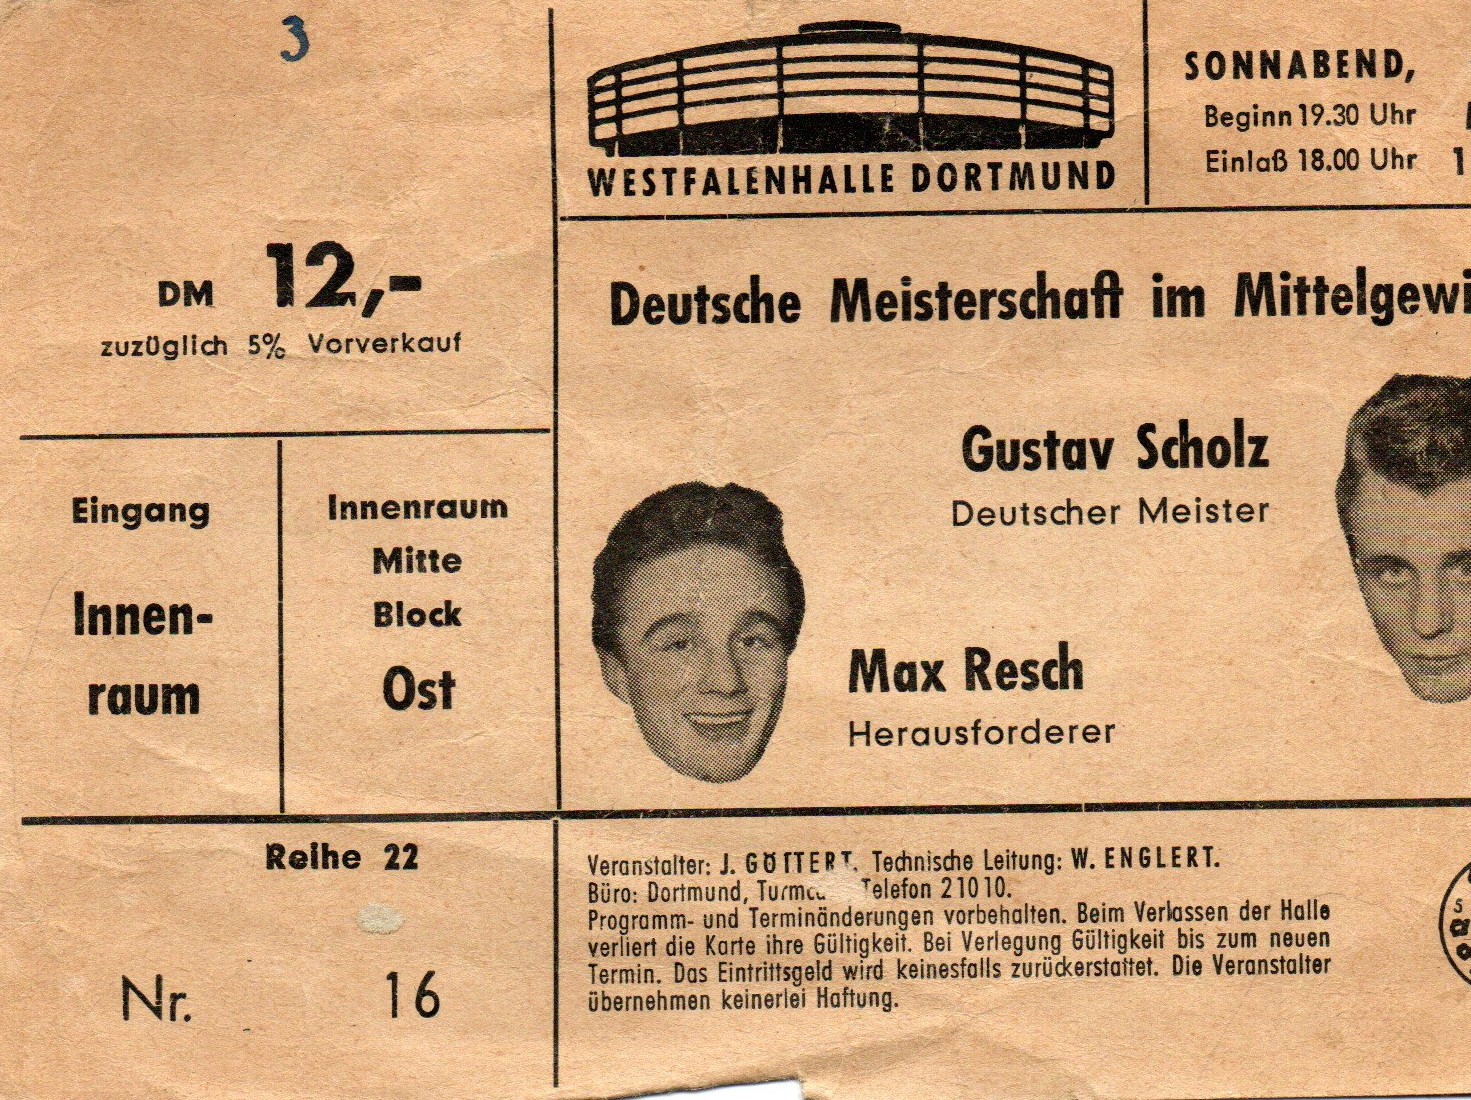 3
WESTFALENHALLE DORTMUND
SONNABEND,
Beginn 19.30 Uhr
Einlaß 18.00 Uhr
DM 12,-
zuzüglich 5% Vorverkauf
Deutsche Meisterschaft im Mittelgewi
Gustav Scholz
Deutscher Meister
Max Resch
Herausforderer
Eingang
Innen-
raum
Innenraum
Mitte
Block
Ost
Reihe 22
Nr. 16
Veranstalter: J. GÖTTERT. Technische Leitung: W. ENGLERT.
Büro: Dortmund, Telefon 21010.
Programm- und Terminänderungen vorbehalten. Beim Verlassen der Halle
verliert die Karte ihre Gültigkeit. Bei Verlegung Gültigkeit bis zum neuen
Termin. Das Eintrittsgeld wird keinesfalls zurückerstattet. Die Veranstalter
übernehmen keinerlei Haftung.